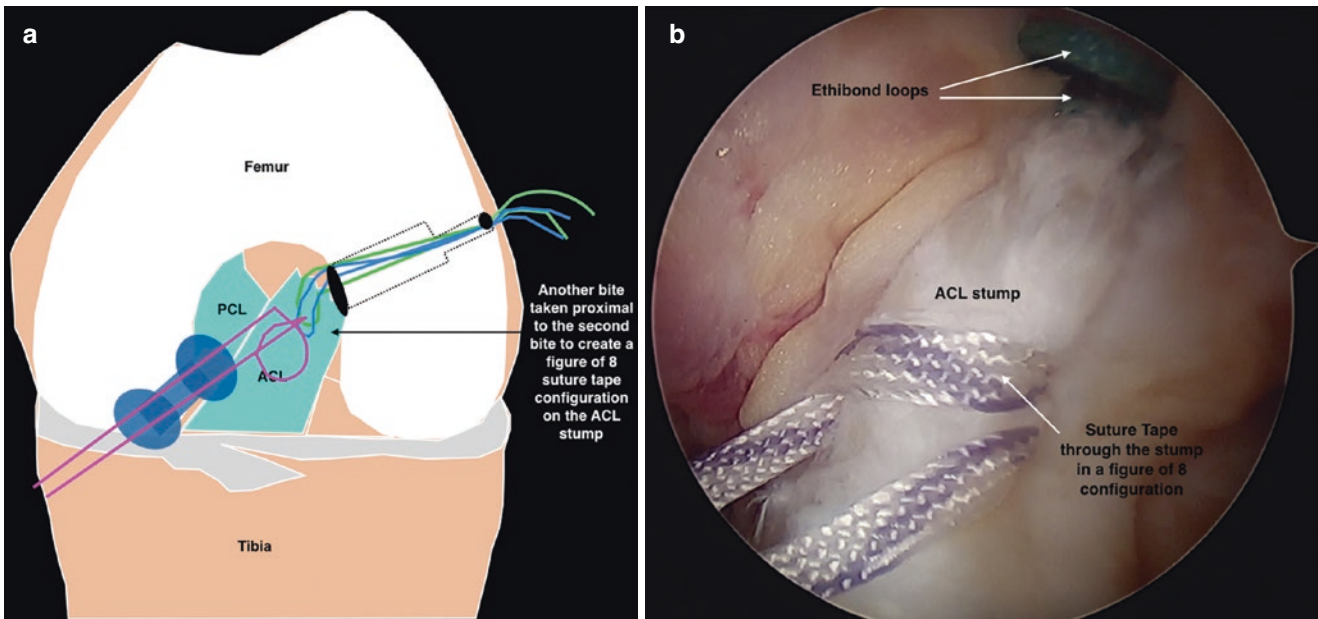 a
Femur
PCL
ACL
Another bite
taken proximal
to the second
bite to create a
figure of 8
suture tape
configuration
on the ACL
stump
Tibia
b
Ethibond loops
ACL stump
Suture Tape
through the stump
in a figure of 8
configuration